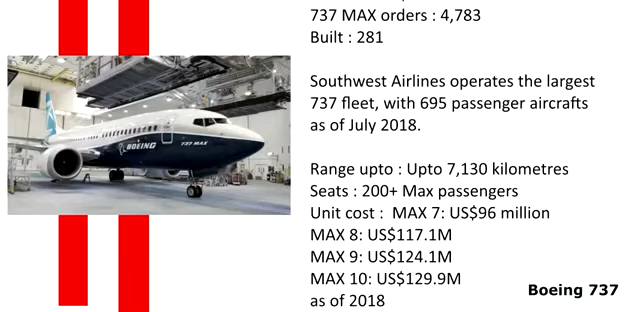 737 MAX orders : 4,783
Built : 281
Southwest Airlines operates the largest
737 fleet, with 695 passenger aircrafts
as of July 2018.
Range upto : Upto 7,130 kilometres
Seats : 200+ Max passengers
Unit cost :  MAX 7: US$96 million
MAX 8: US$117.1M
MAX 9: US$124.1M
MAX 10: US$129.9M
as of 2018
BOEING
737 MAX
Boeing 737